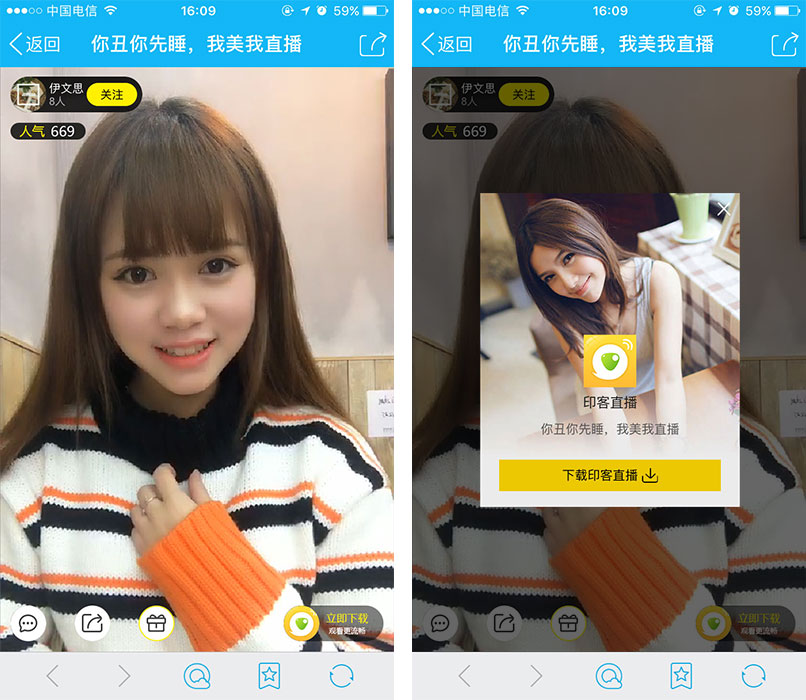 中国电信
16:09
59%
返回
你丑你先睡，我美我直播
伊文思
8人
关注
人气 669
立即下载
观看更流畅
中国电信
16:09
59%
返回
你丑你先睡，我美我直播
伊文思
8人
关注
人气 669
印客直播
你丑你先睡，我美我直播
下载印客直播
立即下载
观看更流畅